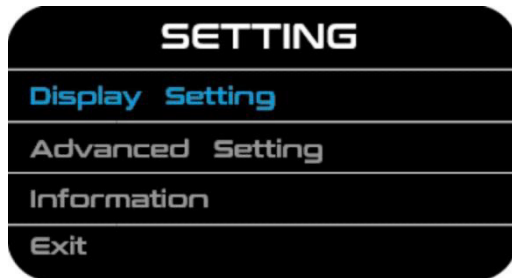 SETTING
Display Setting
Advanced Setting
Information
Exit